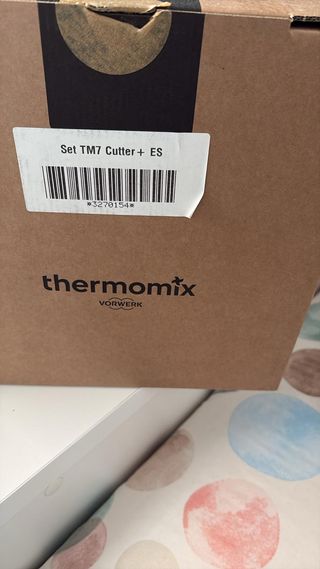 Set TM7 Cutter+ ES
*3270154*
thermomix
VORWERK